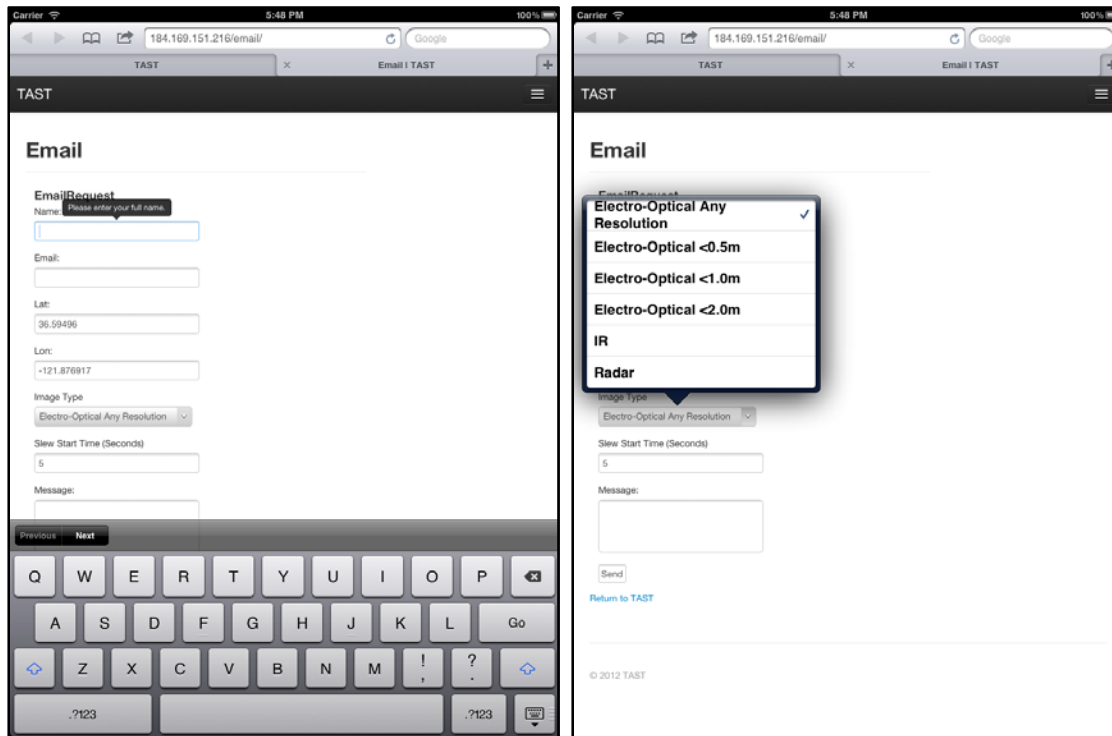 Carrier 5:48 PM 100%
184.169.151.216/email/ Google
TAST × Email | TAST +
TAST
Email
EmailRequest
Name: Please enter your full name.
Email:
Lat:
36.59496
Lon:
-121.876917
Image Type
Electro-Optical Any Resolution
Slew Start Time (Seconds)
5
Message:
Previous Next
Q W E R T Y U I O P
A S D F G H J K L Go
Z X C V B N M ! , ? .
.?123 .?123
Carrier 5:48 PM 100%
184.169.151.216/email/ Google
TAST × Email | TAST +
TAST
Email
EmailRequest
Electro-Optical Any
Resolution
Electro-Optical <0.5m
Electro-Optical <1.0m
Electro-Optical <2.0m
IR
Radar
Image Type
Electro-Optical Any Resolution
Slew Start Time (Seconds)
5
Message:
Send
Return to TAST
© 2012 TAST